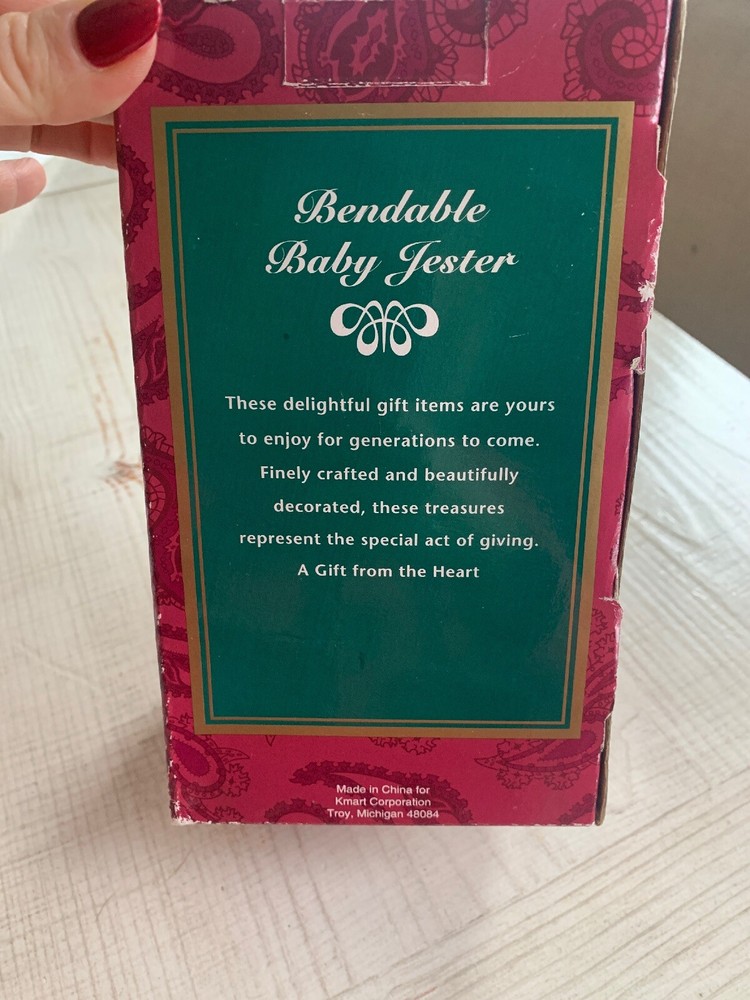 Bendable
Baby Jester
These delightful gift items are yours
to enjoy for generations to come.
Finely crafted and beautifully
decorated, these treasures
represent the special act of giving.
A Gift from the Heart
Made in China for
Kmart Corporation
Troy, Michigan 48084